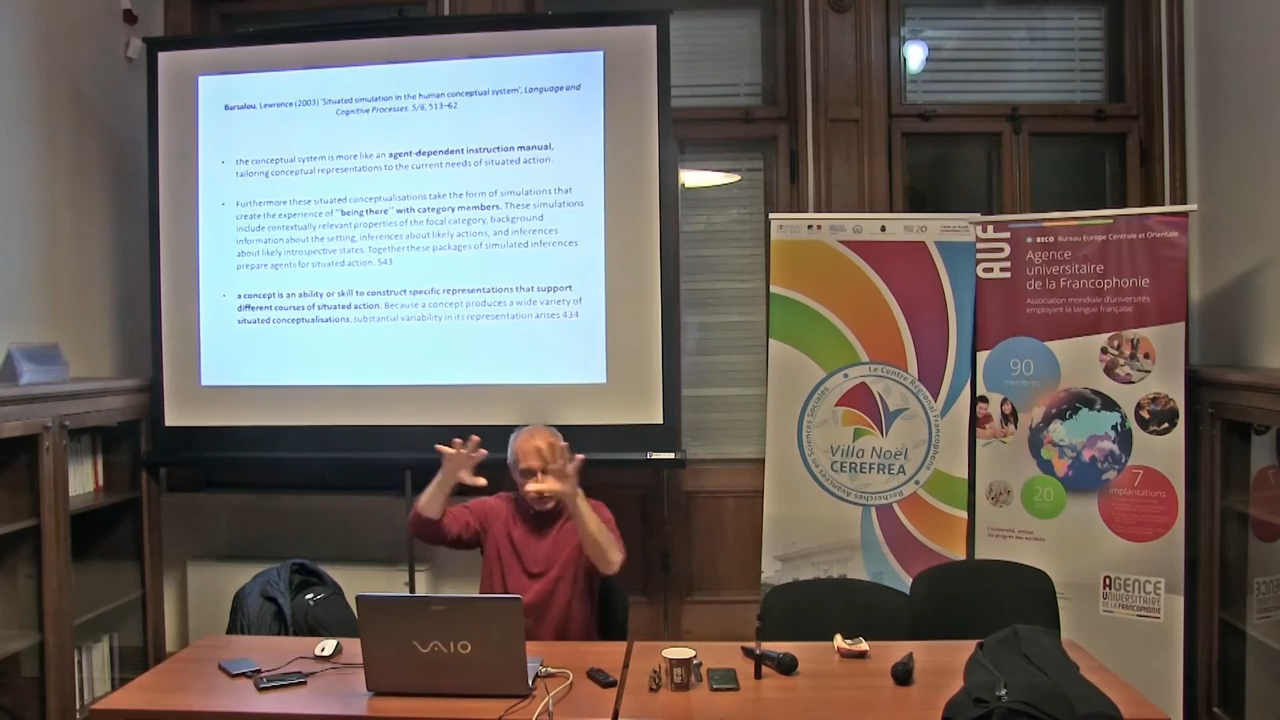 Barsalou, Lawrence (2003) 'Situated simulation in the human conceptual system', Language and
Cognitive Processes. 5/6, 513–62
• the conceptual system is more like an agent-dependent instruction manual,
tailoring conceptual representations to the current needs of situated action.
• Furthermore these situated conceptualisations take the form of simulations that
create the experience of "being there" with category members. These simulations
include contextually relevant properties of the focal category, background
information about the setting, inferences about likely actions, and inferences
about likely introspective states. Together these packages of simulated inferences
prepare agents for situated action. 543
• a concept is an ability or skill to construct specific representations that support
different courses of situated action. Because a concept produces a wide variety of
situated conceptualisations, substantial variability in its representation arises 434
Le Centre Régional Francophone
Recherches Avancées en Sciences Sociales
Villa Noël
CEREFREA
AUF
BECO Bureau Europe Centrale et Orientale
Agence
universitaire
de la Francophonie
Association mondiale d'universités
employant la langue française
90
membres
20
7
implantations
AGENCE
UNIVERSITAIRE
DE LA FRANCOPHONIE
VAIO